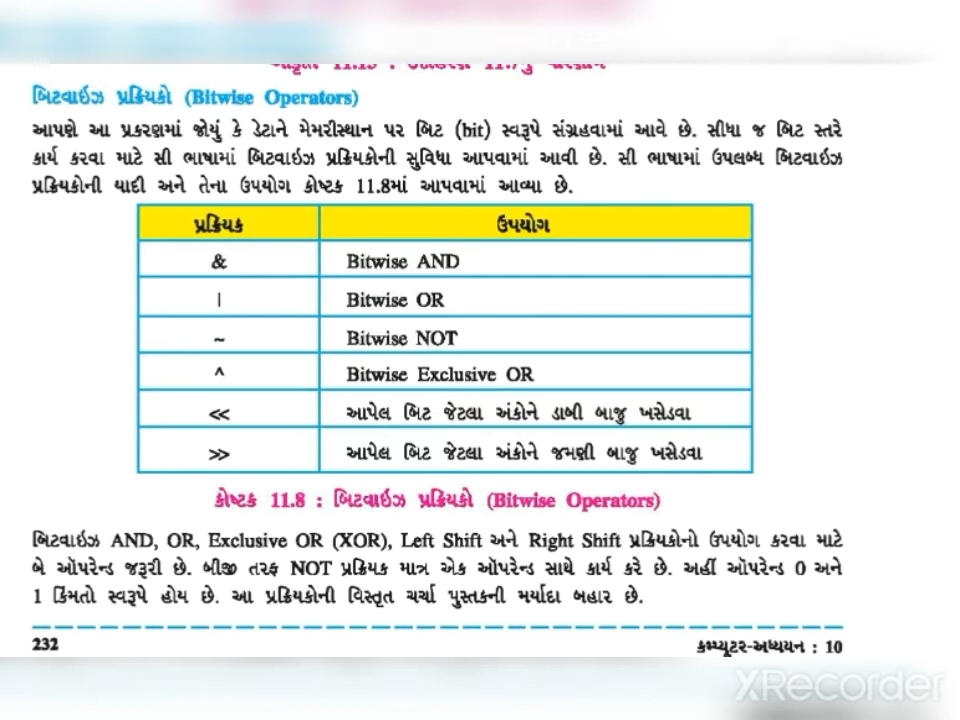 બિટવાઇઝ પ્રક્રિયકો (Bitwise Operators)
આપણે આ પ્રકરણમાં જોયું કે ડેટાને મેમરીસ્થાન પર બિટ (bit) સ્વરૂપે સંગ્રહવામાં આવે છે. સીધા જ બિટ સ્તરે
કાર્ય કરવા માટે સી ભાષામાં બિટવાઇઝ પ્રક્રિયકોની સુવિધા આપવામાં આવી છે. સી ભાષામાં ઉપલબ્ધ બિટવાઇઝ
પ્રક્રિયકોની યાદી અને તેના ઉપયોગ કોષ્ટક 11.8માં આપવામાં આવ્યા છે.
પ્રક્રિયક ઉપયોગ
& Bitwise AND
| Bitwise OR
~ Bitwise NOT
^ Bitwise Exclusive OR
<< આપેલ બિટ જેટલા અંકોને ડાબી બાજુ ખસેડવા
>> આપેલ બિટ જેટલા અંકોને જમણી બાજુ ખસેડવા
કોષ્ટક 11.8 : બિટવાઇઝ પ્રક્રિયકો (Bitwise Operators)
બિટવાઇઝ AND, OR, Exclusive OR (XOR), Left Shift અને Right Shift પ્રક્રિયકોનો ઉપયોગ કરવા માટે
બે ઑપરેન્ડ જરૂરી છે. બીજી તરફ NOT પ્રક્રિયક માત્ર એક ઑપરેન્ડ સાથે કાર્ય કરે છે. અહીં ઑપરેન્ડ 0 અને
1 કિંમતો સ્વરૂપે હોય છે. આ પ્રક્રિયકોની વિસ્તૃત ચર્ચા પુસ્તકની મર્યાદા બહાર છે.
232 કમ્પ્યૂટર-અધ્યયન : 10
XRecorder